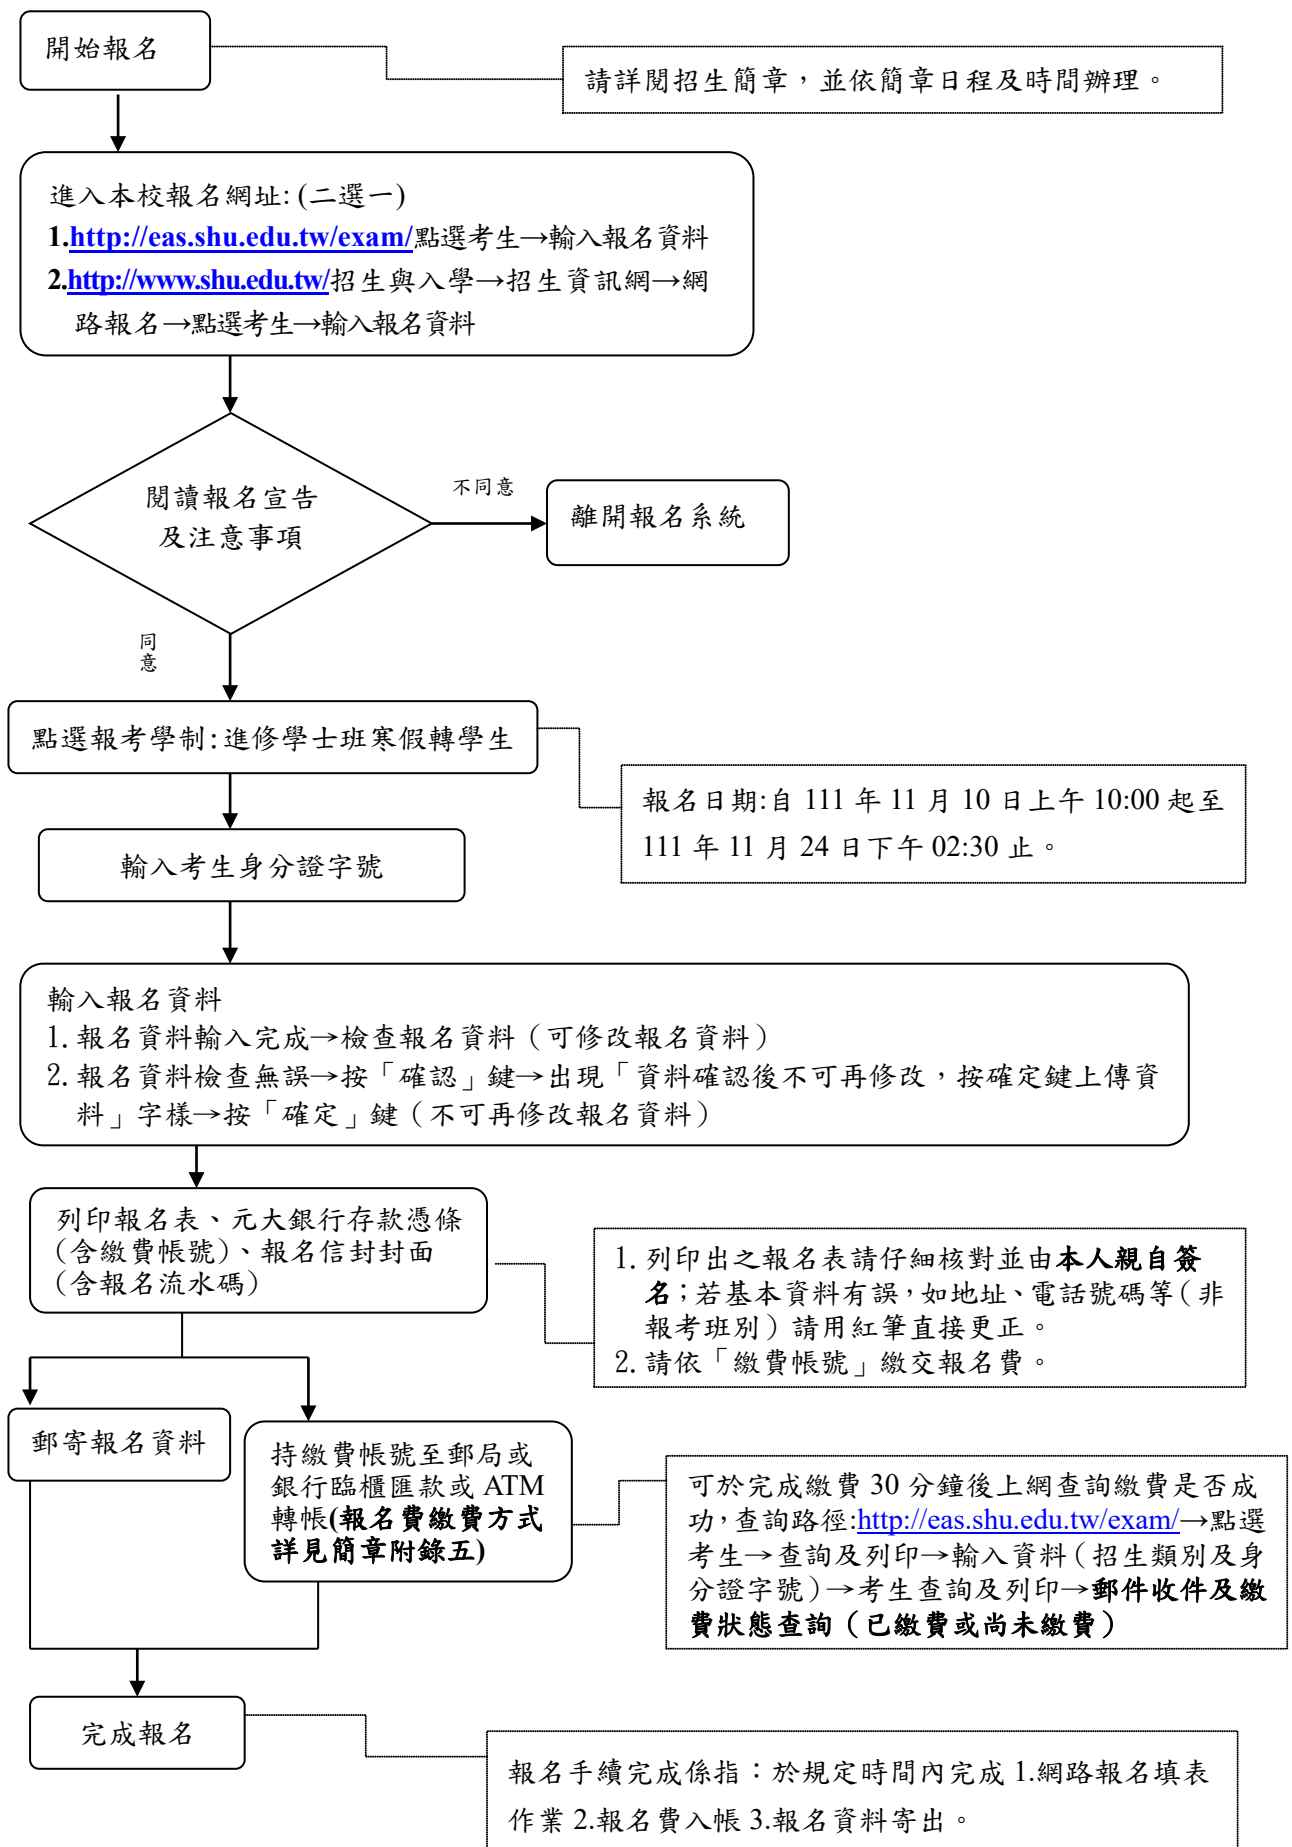 開始報名
請詳閱招生簡章，並依簡章日程及時間辦理。
進入本校報名網址: (二選一)
1.http://eas.shu.edu.tw/exam/點選考生→輸入報名資料
2.http://www.shu.edu.tw/招生與入學→招生資訊網→網
路報名→點選考生→輸入報名資料
閱讀報名宣告
及注意事項
不同意
離開報名系統
同
意
點選報考學制:進修學士班寒假轉學生
報名日期:自 111 年 11 月 10 日上午 10:00 起至
111 年 11 月 24 日下午 02:30 止。
輸入考生身分證字號
輸入報名資料
1. 報名資料輸入完成→檢查報名資料（可修改報名資料）
2. 報名資料檢查無誤→按「確認」鍵→出現「資料確認後不可再修改，按確定鍵上傳資
料」字樣→按「確定」鍵（不可再修改報名資料）
列印報名表、元大銀行存款憑條
(含繳費帳號)、報名信封封面
(含報名流水碼)
1. 列印出之報名表請仔細核對並由本人親自簽
名；若基本資料有誤，如地址、電話號碼等（非
報考班別）請用紅筆直接更正。
2. 請依「繳費帳號」繳交報名費。
郵寄報名資料
持繳費帳號至郵局或
銀行臨櫃匯款或 ATM
轉帳(報名費繳費方式
詳見簡章附錄五)
可於完成繳費 30 分鐘後上網查詢繳費是否成
功，查詢路徑:http://eas.shu.edu.tw/exam/→點選
考生→查詢及列印→輸入資料（招生類別及身
分證字號）→考生查詢及列印→郵件收件及繳
費狀態查詢（已繳費或尚未繳費）
完成報名
報名手續完成係指：於規定時間內完成 1.網路報名填表
作業 2.報名費入帳 3.報名資料寄出。